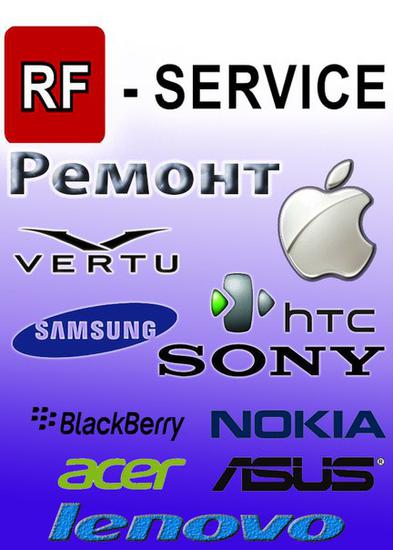 RF - SERVICE
Ремонт
VERTU
SAMSUNG
hTC
SONY
BlackBerry
NOKIA
acer
ASUS®
lenovo